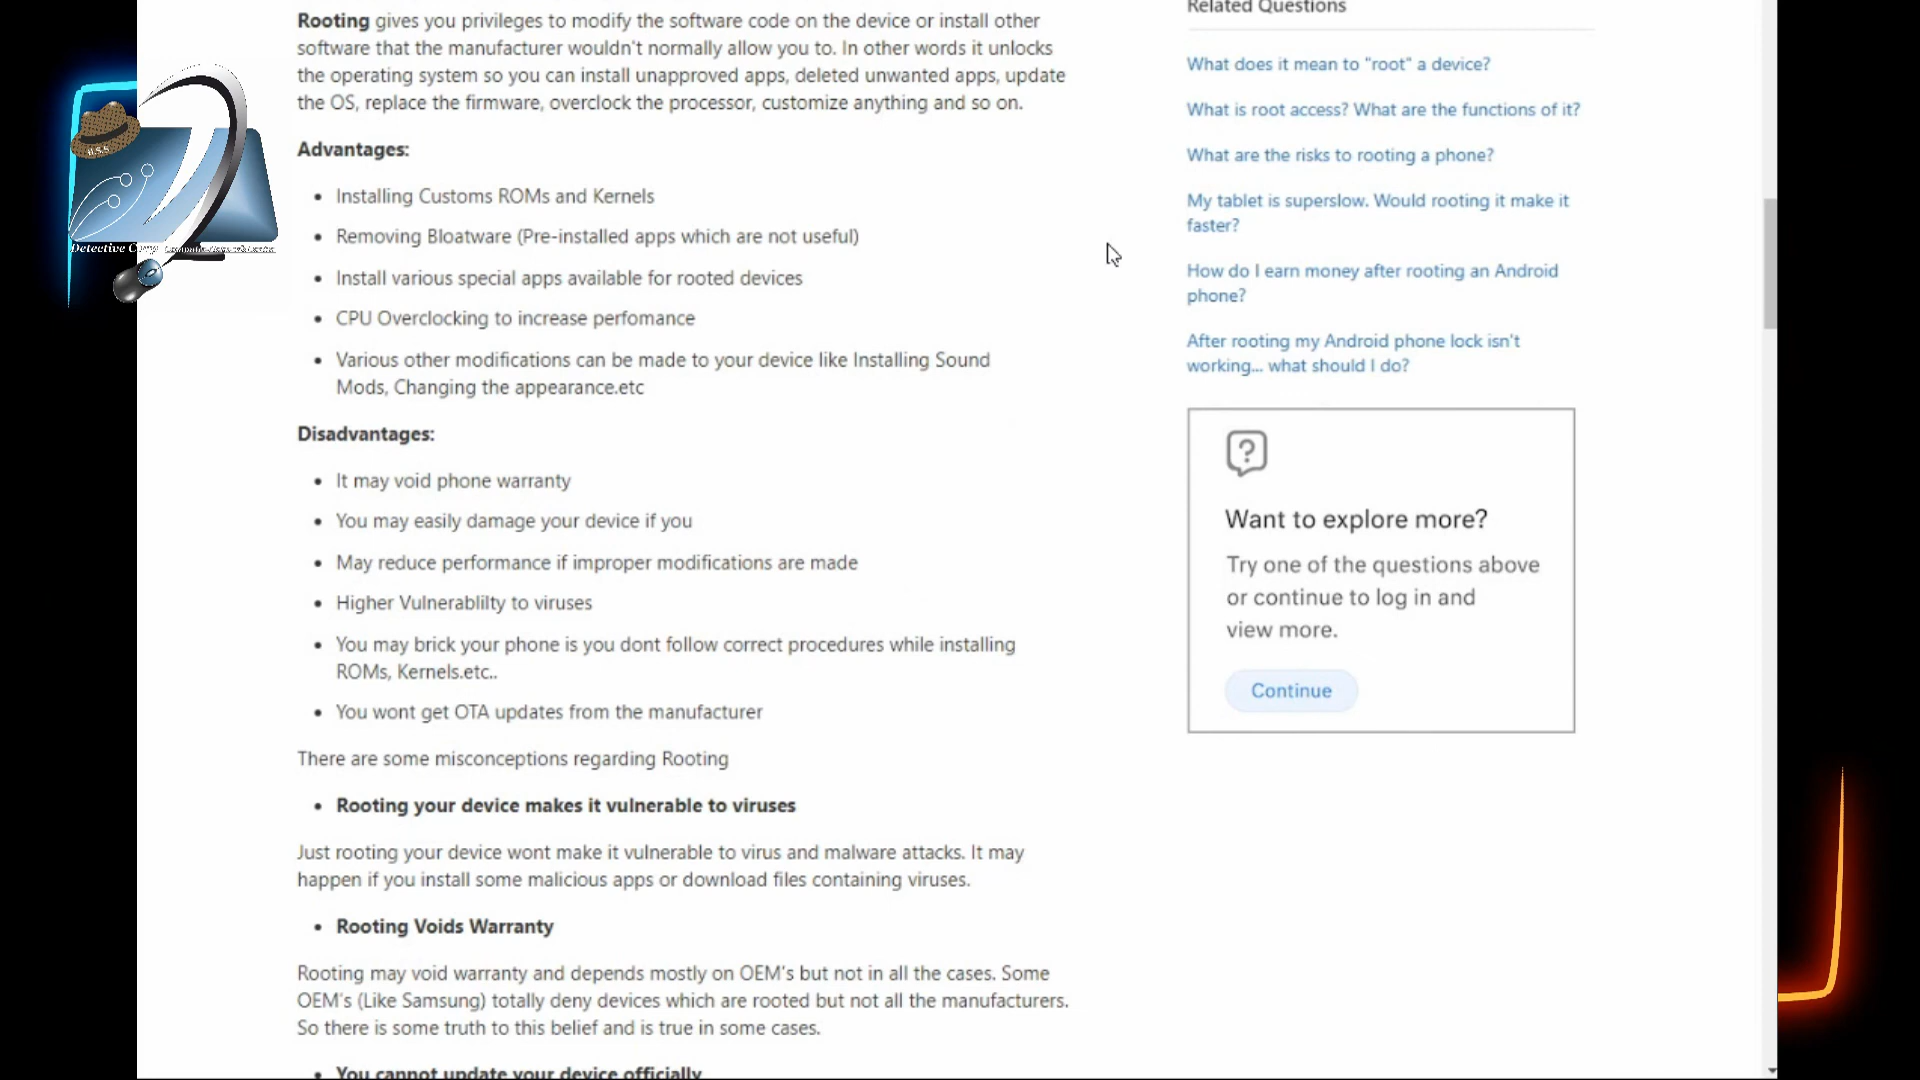 Rooting gives you privileges to modify the software code on the device or install other
software that the manufacturer wouldn't normally allow you to. In other words it unlocks
the operating system so you can install unapproved apps, deleted unwanted apps, update
the OS, replace the firmware, overclock the processor, customize anything and so on.
Advantages:
• Installing Customs ROMs and Kernels
• Removing Bloatware (Pre-installed apps which are not useful)
• Install various special apps available for rooted devices
• CPU Overclocking to increase perfomance
• Various other modifications can be made to your device like Installing Sound
Mods, Changing the appearance.etc
Disadvantages:
• It may void phone warranty
• You may easily damage your device if you
• May reduce performance if improper modifications are made
• Higher Vulnerablilty to viruses
• You may brick your phone is you dont follow correct procedures while installing
ROMs, Kernels.etc..
• You wont get OTA updates from the manufacturer
There are some misconceptions regarding Rooting
• Rooting your device makes it vulnerable to viruses
Just rooting your device wont make it vulnerable to virus and malware attacks. It may
happen if you install some malicious apps or download files containing viruses.
• Rooting Voids Warranty
Rooting may void warranty and depends mostly on OEM's but not in all the cases. Some
OEM's (Like Samsung) totally deny devices which are rooted but not all the manufacturers.
So there is some truth to this belief and is true in some cases.
• You cannot update your device officially
Related Questions
What does it mean to "root" a device?
What is root access? What are the functions of it?
What are the risks to rooting a phone?
My tablet is superslow. Would rooting it make it
faster?
How do I earn money after rooting an Android
phone?
After rooting my Android phone lock isn't
working... what should I do?
Want to explore more?
Try one of the questions above
or continue to log in and
view more.
Continue
Detective